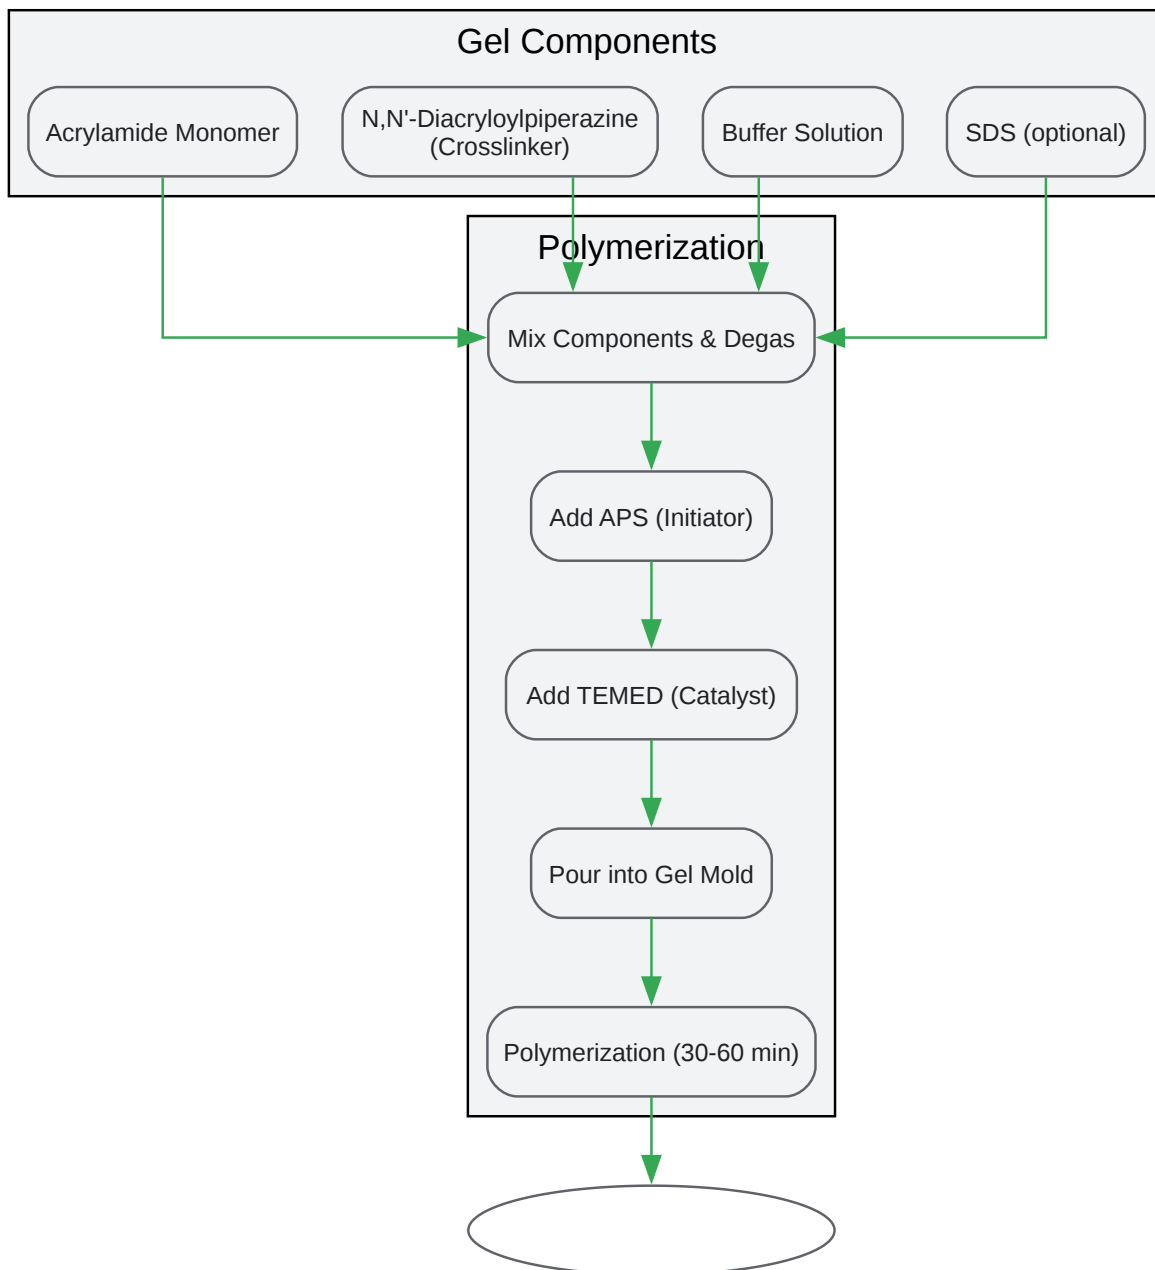 Gel Components
Acrylamide Monomer
N,N'-Diacryloylpiperazine
(Crosslinker)
Buffer Solution
SDS (optional)
Polymerization
Mix Components & Degas
Add APS (Initiator)
Add TEMED (Catalyst)
Pour into Gel Mold
Polymerization (30-60 min)